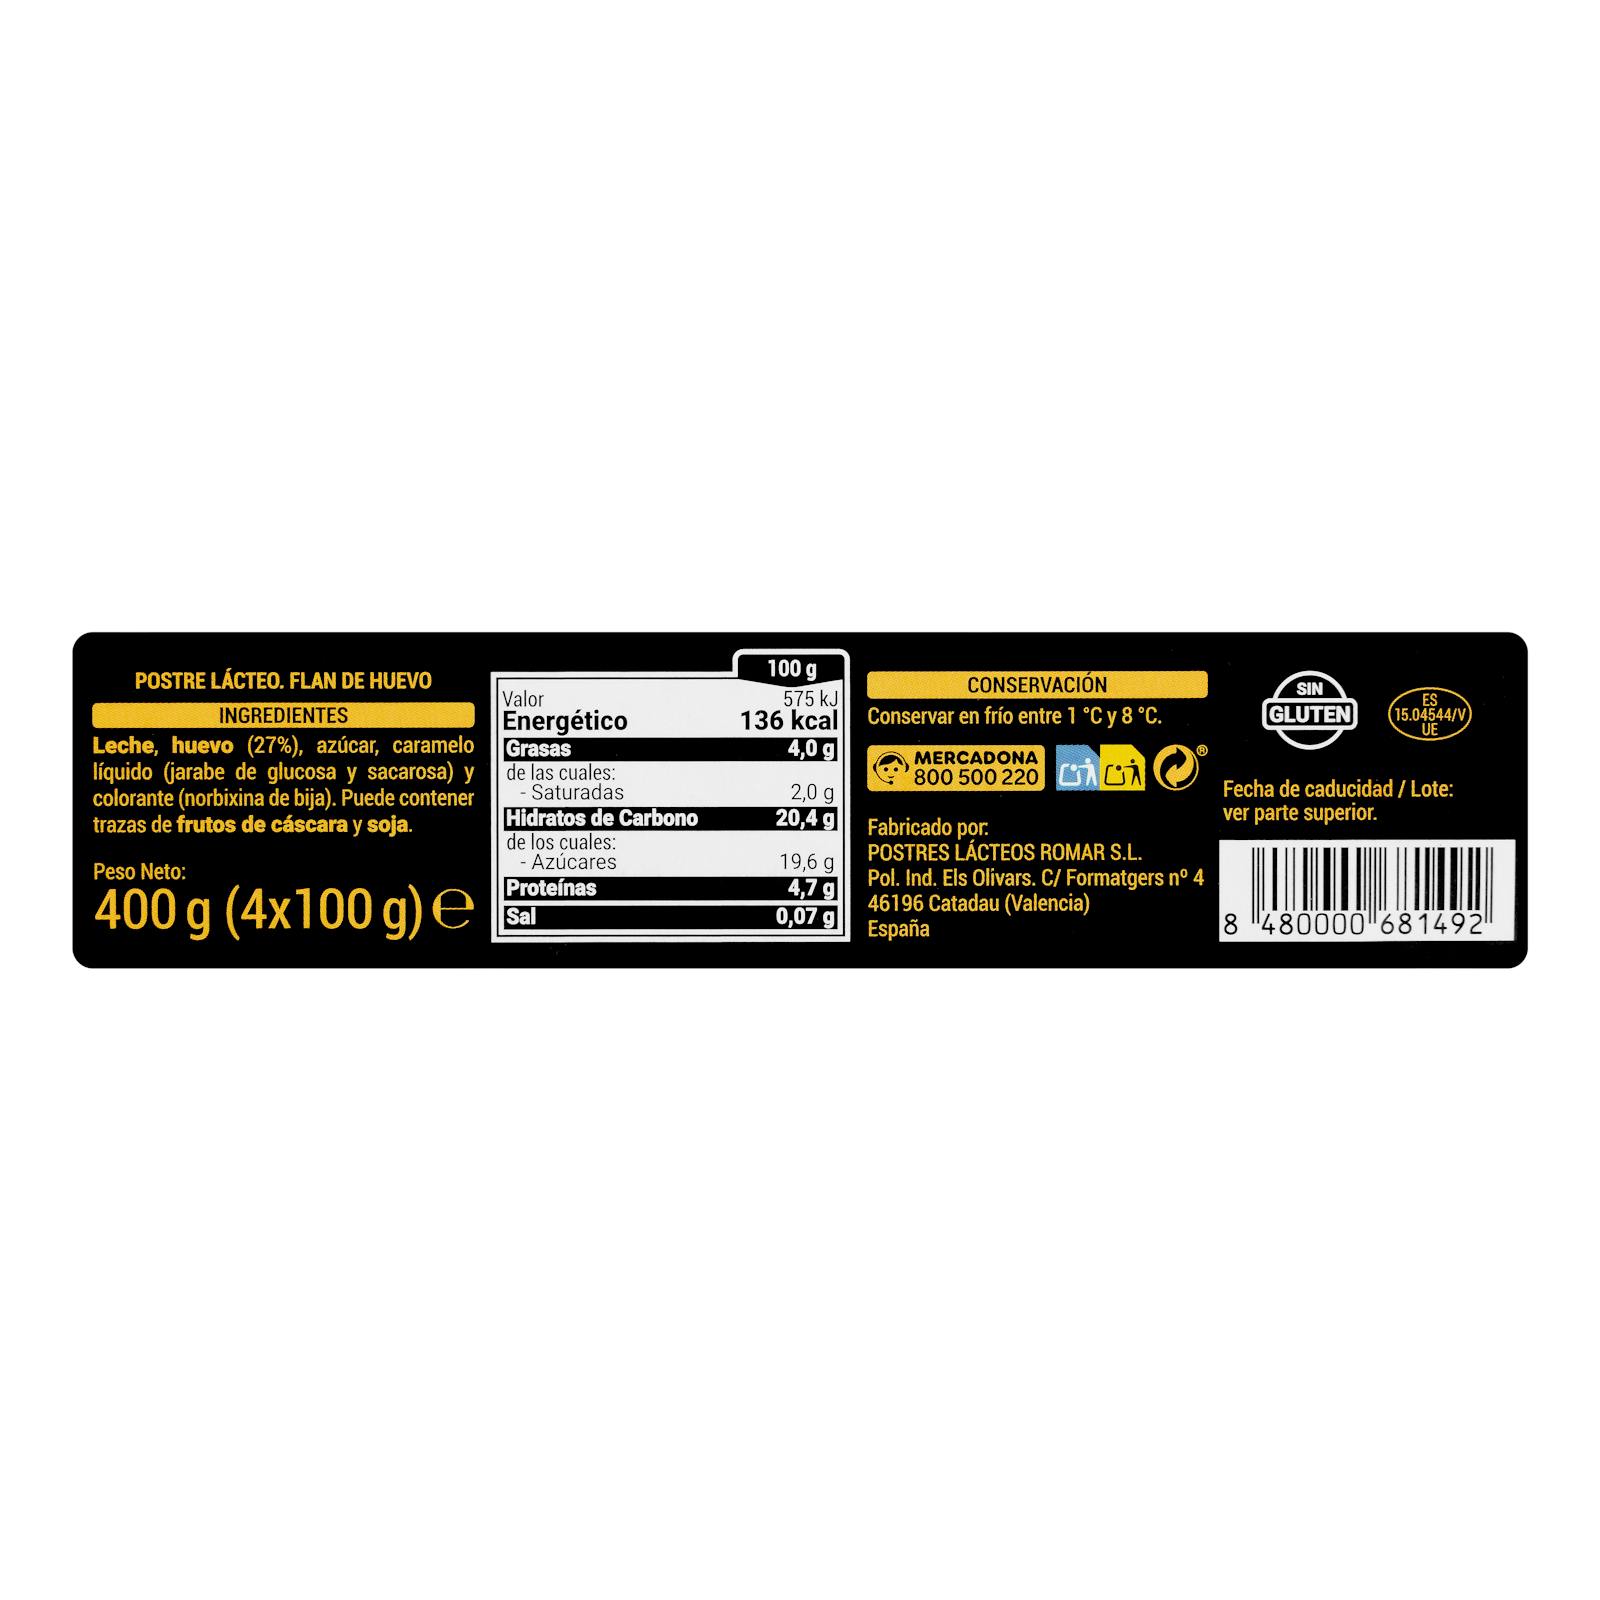 POSTRE LÁCTEO. FLAN DE HUEVO
INGREDIENTES
Leche, huevo (27%), azúcar, caramelo
líquido (jarabe de glucosa y sacarosa) y
colorante (norbixina de bija). Puede contener
trazas de frutos de cáscara y soja.
Peso Neto:
400 g (4x100 g) ℮
100 g
Valor 575 kJ
Energético 136 kcal
Grasas 4,0 g
de las cuales:
- Saturadas 2,0 g
Hidratos de Carbono 20,4 g
de los cuales:
- Azúcares 19,6 g
Proteínas 4,7 g
Sal 0,07 g
CONSERVACIÓN
Conservar en frío entre 1 °C y 8 °C.
MERCADONA
800 500 220
®
Fabricado por:
POSTRES LÁCTEOS ROMAR S.L.
Pol. Ind. Els Olivars. C/ Formatgers nº 4
46196 Catadau (Valencia)
España
SIN
GLUTEN
ES
15.04544/V
UE
Fecha de caducidad / Lote:
ver parte superior.
8 480000 681492